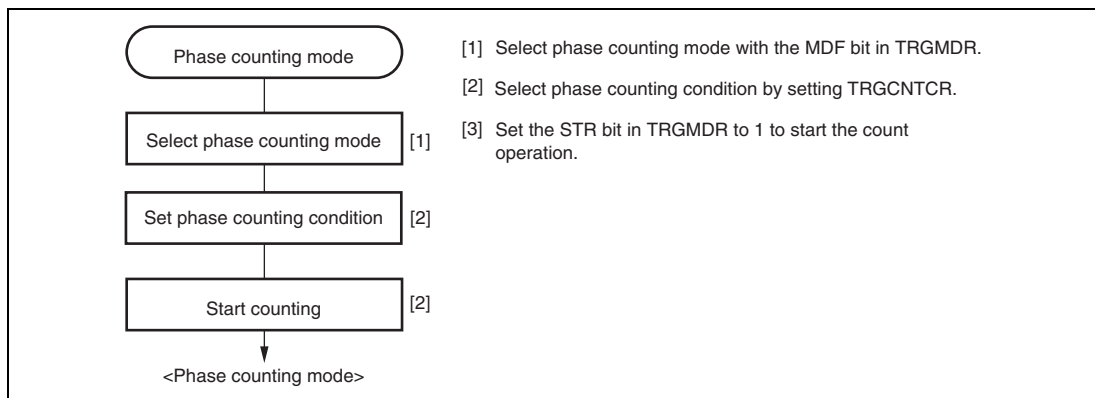 Phase counting mode
Select phase counting mode [1]
Set phase counting condition [2]
Start counting [2]
<Phase counting mode>
[1] Select phase counting mode with the MDF bit in TRGMDR.
[2] Select phase counting condition by setting TRGCNTCR.
[3] Set the STR bit in TRGMDR to 1 to start the count
operation.